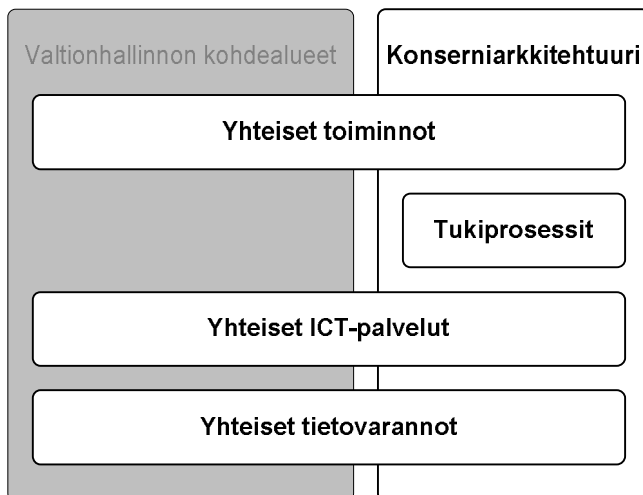 Valtionhallinnon kohdealueet
Konserniarkkitehtuuri
Yhteiset toiminnot
Tukiprosessit
Yhteiset ICT-palvelut
Yhteiset tietovarannot